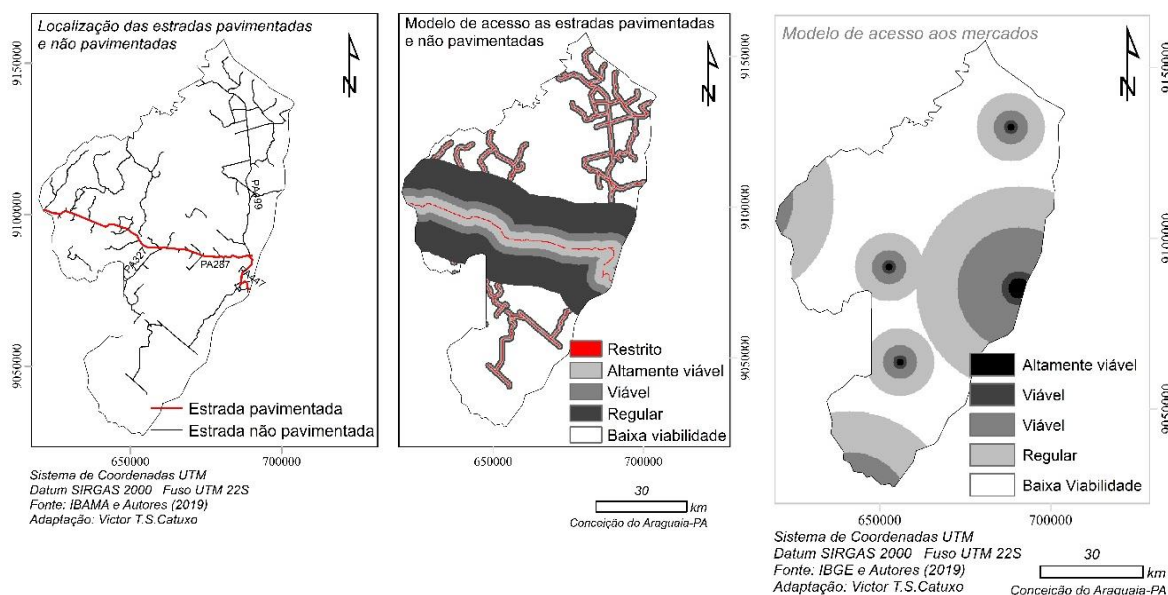 Localização das estradas pavimentadas
e não pavimentadas
N
9150000
9100000
9050000
PA499
PA327
PA287
Estrada pavimentada
Estrada não pavimentada
650000
700000
Sistema de Coordenadas UTM
Datum SIRGAS 2000 Fuso UTM 22S
Fonte: IBAMA e Autores (2019)
Adaptação: Victor T.S.Catuxo
Modelo de acesso as estradas pavimentadas
e não pavimentadas
N
9150000
9100000
9050000
Restrito
Altamente viável
Viável
Regular
Baixa viabilidade
650000
700000
30
km
Conceição do Araguaia-PA
Modelo de acesso aos mercados
N
9150000
9100000
9050000
Altamente viável
Viável
Viável
Regular
Baixa Viabilidade
650000
700000
Sistema de Coordenadas UTM
Datum SIRGAS 2000 Fuso UTM 22S
Fonte: IBGE e Autores (2019)
Adaptação: Victor T.S.Catuxo
30
km
Conceição do Araguaia-PA